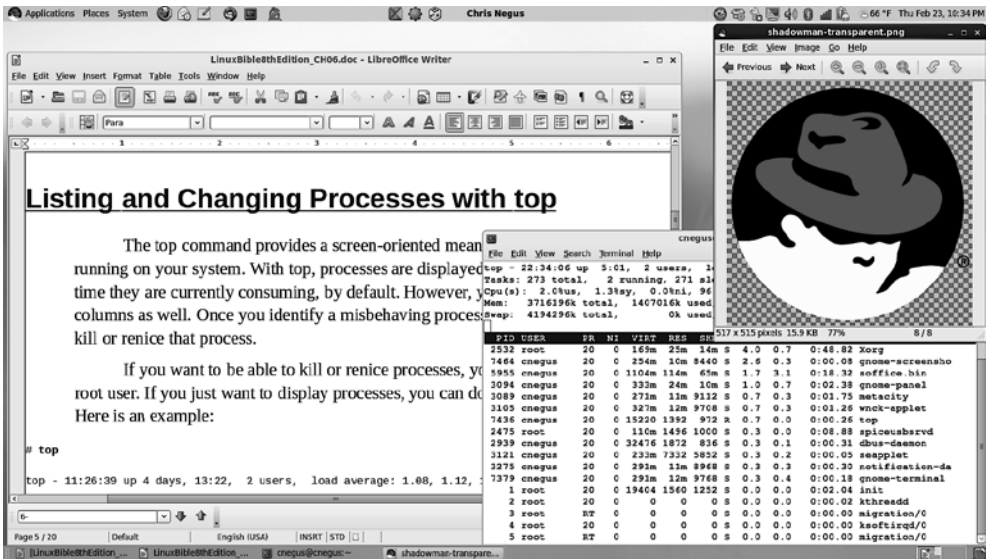 Applications Places System
Chris Negus
66 °F Thu Feb 23, 10:34 PM
LinuxBible8thEdition_CH06.doc - LibreOffice Writer
File Edit View Insert Format Table Tools Window Help
Para
1 2 3 4 5 6
Listing and Changing Processes with top
The top command provides a screen-oriented mean
running on your system. With top, processes are displayed
time they are currently consuming, by default. However, y
columns as well. Once you identify a misbehaving proces
kill or renice that process.
If you want to be able to kill or renice processes, yo
root user. If you just want to display processes, you can do
Here is an example:
# top
top - 11:26:39 up 4 days, 13:22, 2 users, load average: 1.08, 1.12,
6-
Page 5 / 20 Default English (USA) INSRT STD
shadowman-transparent.png
File Edit View Image Go Help
Previous Next
®
517 x 515 pixels 15.9 KB 77% 8 / 8
cnegus
File Edit View Search Terminal Help
top - 22:34:06 up 5:01, 2 users, 
Tasks: 273 total, 2 running, 271 sl
Cpu(s): 2.0%us, 1.3%sy, 0.0%ni, 96
Mem: 3716196k total, 1407016k used
Swap: 4194296k total, 0k used
PID USER PR NI VIRT RES
2532 root 20 0 169m 25m 14m S 4.0 0.7 0:48.82 Xorg
7464 cnegus 20 0 254m 10m 8440 S 2.6 0.3 0:00.08 gnome-screensho
5955 cnegus 20 0 1104m 114m 65m S 1.7 3.1 0:18.32 soffice.bin
3094 cnegus 20 0 333m 24m 10m S 1.0 0.7 0:02.38 gnome-panel
3089 cnegus 20 0 271m 11m 9112 S 0.7 0.3 0:01.75 metacity
3105 cnegus 20 0 327m 12m 9708 S 0.7 0.3 0:01.26 wnck-applet
7436 cnegus 20 0 15220 1392 972 R 0.7 0.0 0:00.26 top
2475 root 20 0 110m 1496 1000 S 0.3 0.0 0:08.88 spiceusbsrvd
2939 cnegus 20 0 32476 1872 836 S 0.3 0.1 0:00.31 dbus-daemon
3121 cnegus 20 0 233m 7332 5852 S 0.3 0.2 0:00.05 seapplet
3275 cnegus 20 0 291m 11m 8968 S 0.3 0.3 0:00.30 notification-da
7379 cnegus 20 0 291m 12m 9768 S 0.3 0.4 0:00.18 gnome-terminal
1 root 20 0 19404 1560 1252 S 0.0 0.0 0:02.04 init
2 root 20 0 0 0 0 S 0.0 0.0 0:00.00 kthreadd
3 root RT 0 0 0 0 S 0.0 0.0 0:00.00 migration/0
4 root 20 0 0 0 0 S 0.0 0.0 0:00.00 ksoftirqd/0
5 root RT 0 0 0 0 S 0.0 0.0 0:00.00 migration/0
[LinuxBible8thEdition_... LinuxBible8thEdition_... cnegus@cnegus:~ shadowman-transpare...